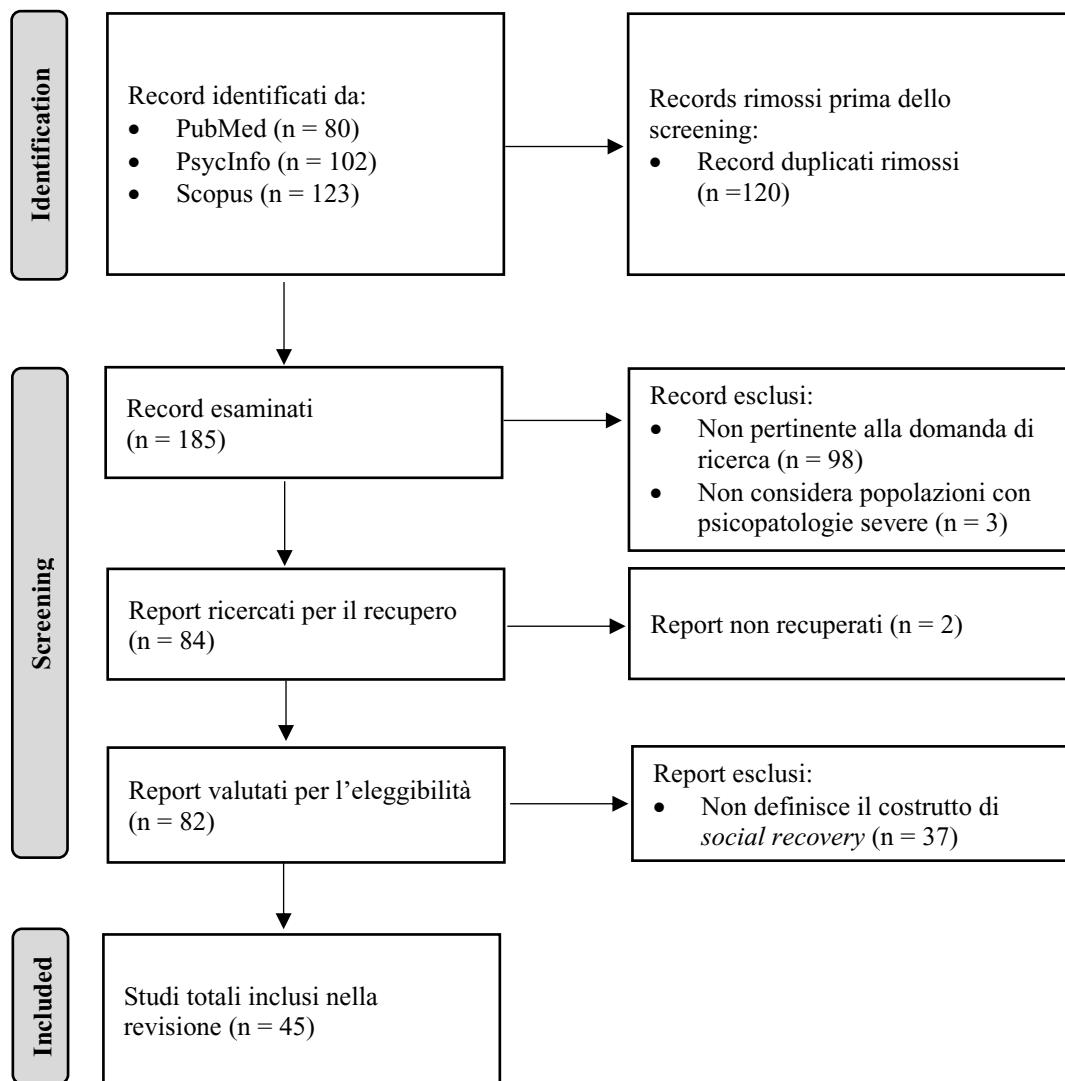 Identification
Record identificati da:
• PubMed (n = 80)
• PsycInfo (n = 102)
• Scopus (n = 123)
Records rimossi prima dello
screening:
• Record duplicati rimossi
(n =120)
Screening
Record esaminati
(n = 185)
Record esclusi:
• Non pertinente alla domanda di
ricerca (n = 98)
• Non considera popolazioni con
psicopatologie severe (n = 3)
Report ricercati per il recupero
(n = 84)
Report non recuperati (n = 2)
Report valutati per l’eleggibilità
(n = 82)
Report esclusi:
• Non definisce il costrutto di
social recovery (n = 37)
Included
Studi totali inclusi nella
revisione (n = 45)